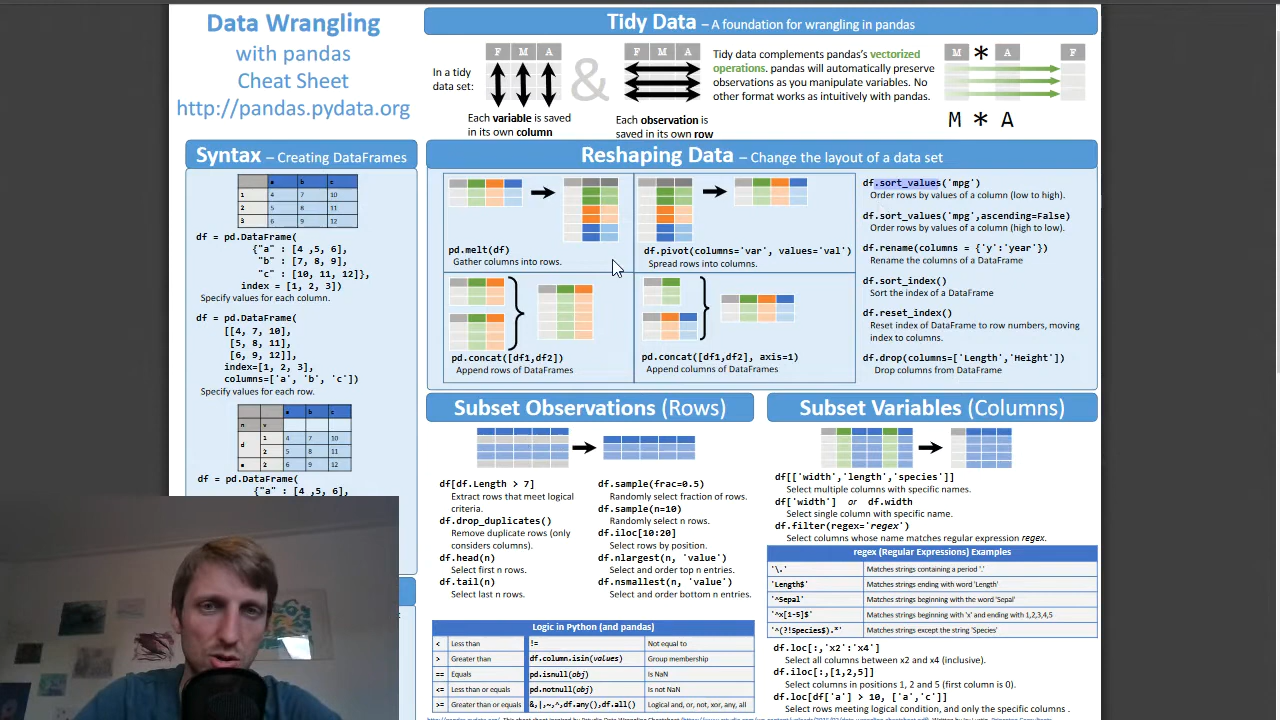 Data Wrangling
with pandas
Cheat Sheet
http://pandas.pydata.org
Tidy Data – A foundation for wrangling in pandas
In a tidy
data set:
F M A
Each variable is saved
in its own column
&
F M A
Each observation is
saved in its own row
Tidy data complements pandas's vectorized
operations. pandas will automatically preserve
observations as you manipulate variables. No
other format works as intuitively with pandas.
M * A F
M * A
Syntax – Creating DataFrames
a b c
1 4 7 10
2 5 8 11
3 6 9 12
df = pd.DataFrame(
{"a" : [4 ,5, 6],
"b" : [7, 8, 9],
"c" : [10, 11, 12]},
index = [1, 2, 3])
Specify values for each column.
df = pd.DataFrame(
[[4, 7, 10],
[5, 8, 11],
[6, 9, 12]],
index=[1, 2, 3],
columns=['a', 'b', 'c'])
Specify values for each row.
a b c
n v
d 1 4 7 10
2 5 8 11
e 2 6 9 12
df = pd.DataFrame(
{"a" : [4 ,5, 6],
Reshaping Data – Change the layout of a data set
pd.melt(df)
Gather columns into rows.
df.pivot(columns='var', values='val')
Spread rows into columns.
pd.concat([df1,df2])
Append rows of DataFrames
pd.concat([df1,df2], axis=1)
Append columns of DataFrames
df.sort_values('mpg')
Order rows by values of a column (low to high).
df.sort_values('mpg',ascending=False)
Order rows by values of a column (high to low).
df.rename(columns = {'y':'year'})
Rename the columns of a DataFrame
df.sort_index()
Sort the index of a DataFrame
df.reset_index()
Reset index of DataFrame to row numbers, moving
index to columns.
df.drop(columns=['Length','Height'])
Drop columns from DataFrame
Subset Observations (Rows)
df[df.Length > 7]
Extract rows that meet logical
criteria.
df.drop_duplicates()
Remove duplicate rows (only
considers columns).
df.head(n)
Select first n rows.
df.tail(n)
Select last n rows.
df.sample(frac=0.5)
Randomly select fraction of rows.
df.sample(n=10)
Randomly select n rows.
df.iloc[10:20]
Select rows by position.
df.nlargest(n, 'value')
Select and order top n entries.
df.nsmallest(n, 'value')
Select and order bottom n entries.
Logic in Python (and pandas)
< Less than != Not equal to
> Greater than df.column.isin(values) Group membership
== Equals pd.isnull(obj) Is NaN
<= Less than or equals pd.notnull(obj) Is not NaN
>= Greater than or equals &,|,~,^,df.any(),df.all() Logical and, or, not, xor, any, all
Subset Variables (Columns)
df[['width','length','species']]
Select multiple columns with specific names.
df['width'] or df.width
Select single column with specific name.
df.filter(regex='regex')
Select columns whose name matches regular expression regex.
regex (Regular Expressions) Examples
'\.' Matches strings containing a period '.'
'Length$' Matches strings ending with word 'Length'
'^Sepal' Matches strings beginning with the word 'Sepal'
'^x[1-5]$' Matches strings beginning with 'x' and ending with 1,2,3,4,5
'^(?!Species$).*' Matches strings except the string 'Species'
df.loc[:,'x2':'x4']
Select all columns between x2 and x4 (inclusive).
df.iloc[:,[1,2,5]]
Select columns in positions 1, 2 and 5 (first column is 0).
df.loc[df['a'] > 10, ['a','c']]
Select rows meeting logical condition, and only the specific columns .